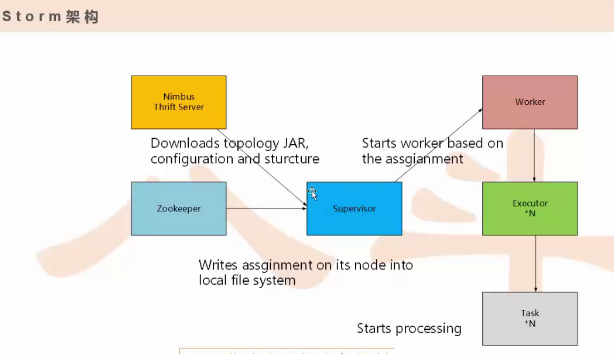 Storm架构
Nimbus
Thrift Server
Worker
Downloads topology JAR,
configuration and sturcture
Starts worker based on
the assgianment
Zookeeper
Supervisor
Executor
*N
Writes assginment on its node into
local file system
Task
*N
Starts processing